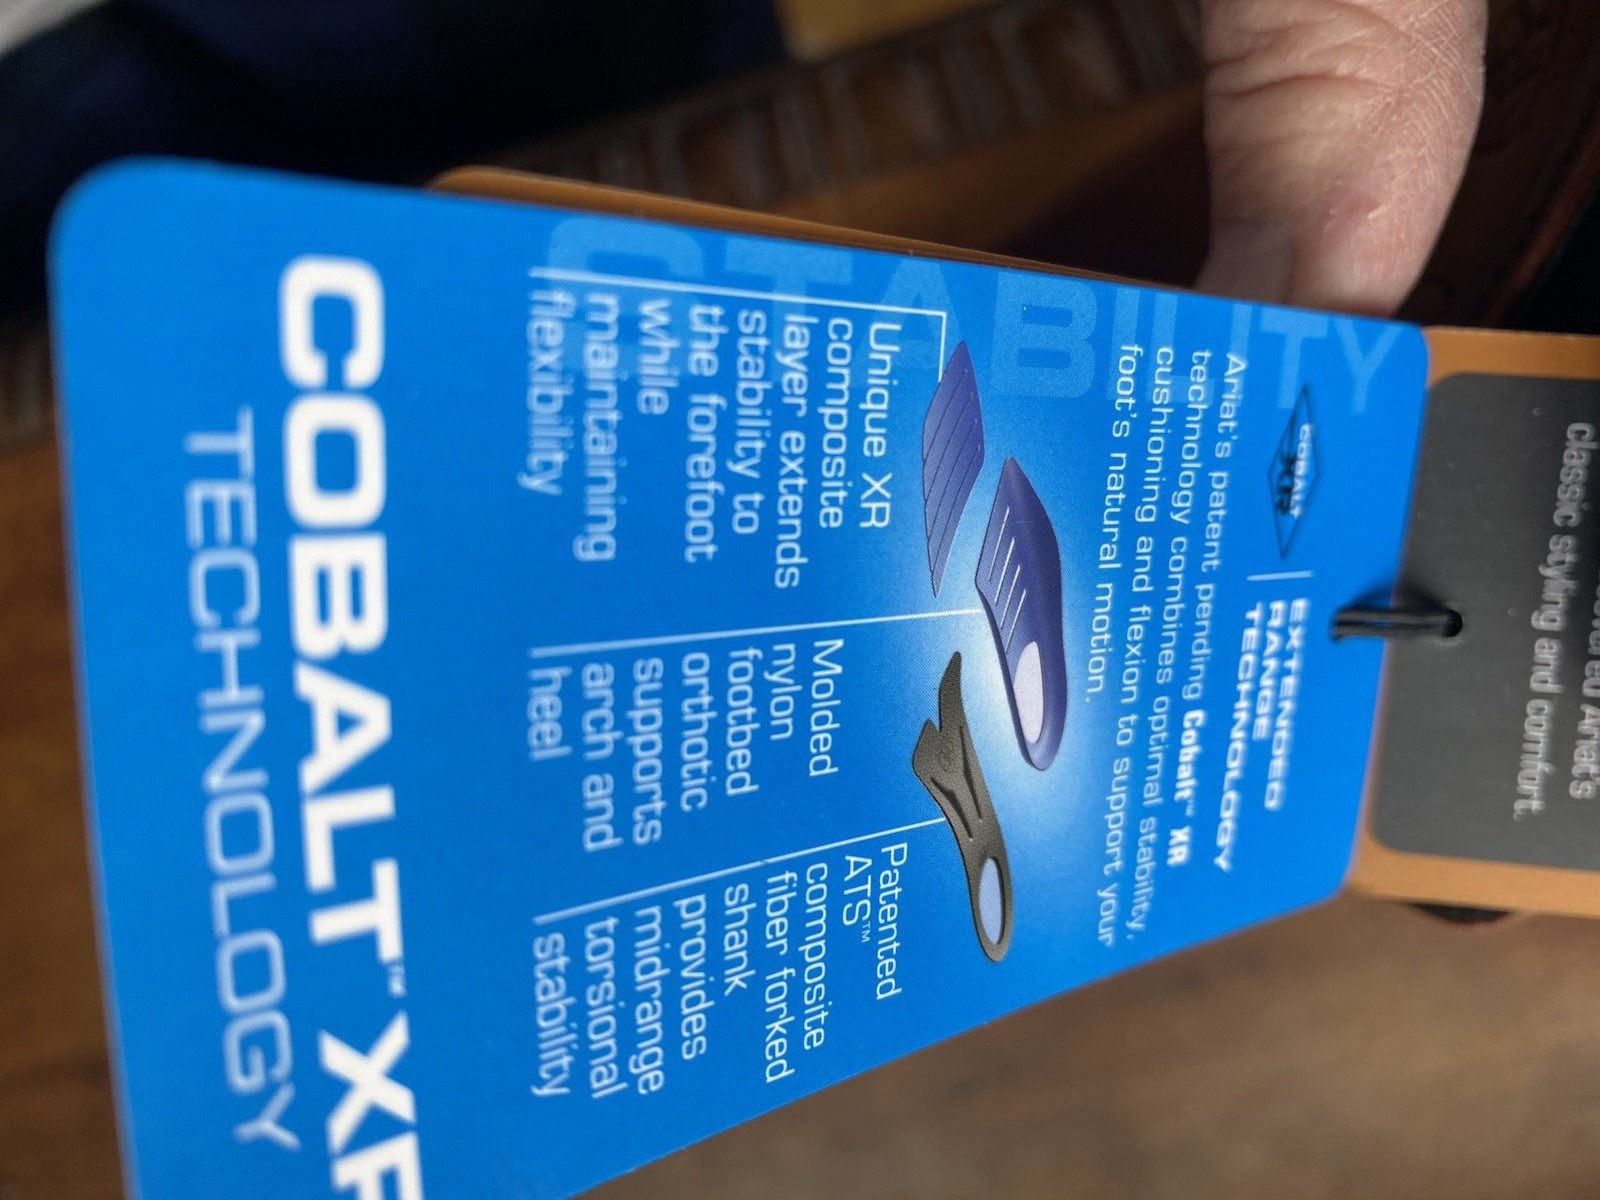 classic styling and comfort.
STABILITY
COBALT
XR
EXTENDED
RANGE
TECHNOLOGY
Ariat's patent pending Cobalt™ XR
technology combines optimal stability,
cushioning and flexion to support your
foot's natural motion.
Unique XR
composite
layer extends
stability to
the forefoot
while
maintaining
flexibility
Molded
nylon
footbed
orthotic
supports
arch and
heel
Patented
ATS™
composite
fiber forked
shank
provides
midrange
torsional
stability
COBALT™ XR
TECHNOLOGY